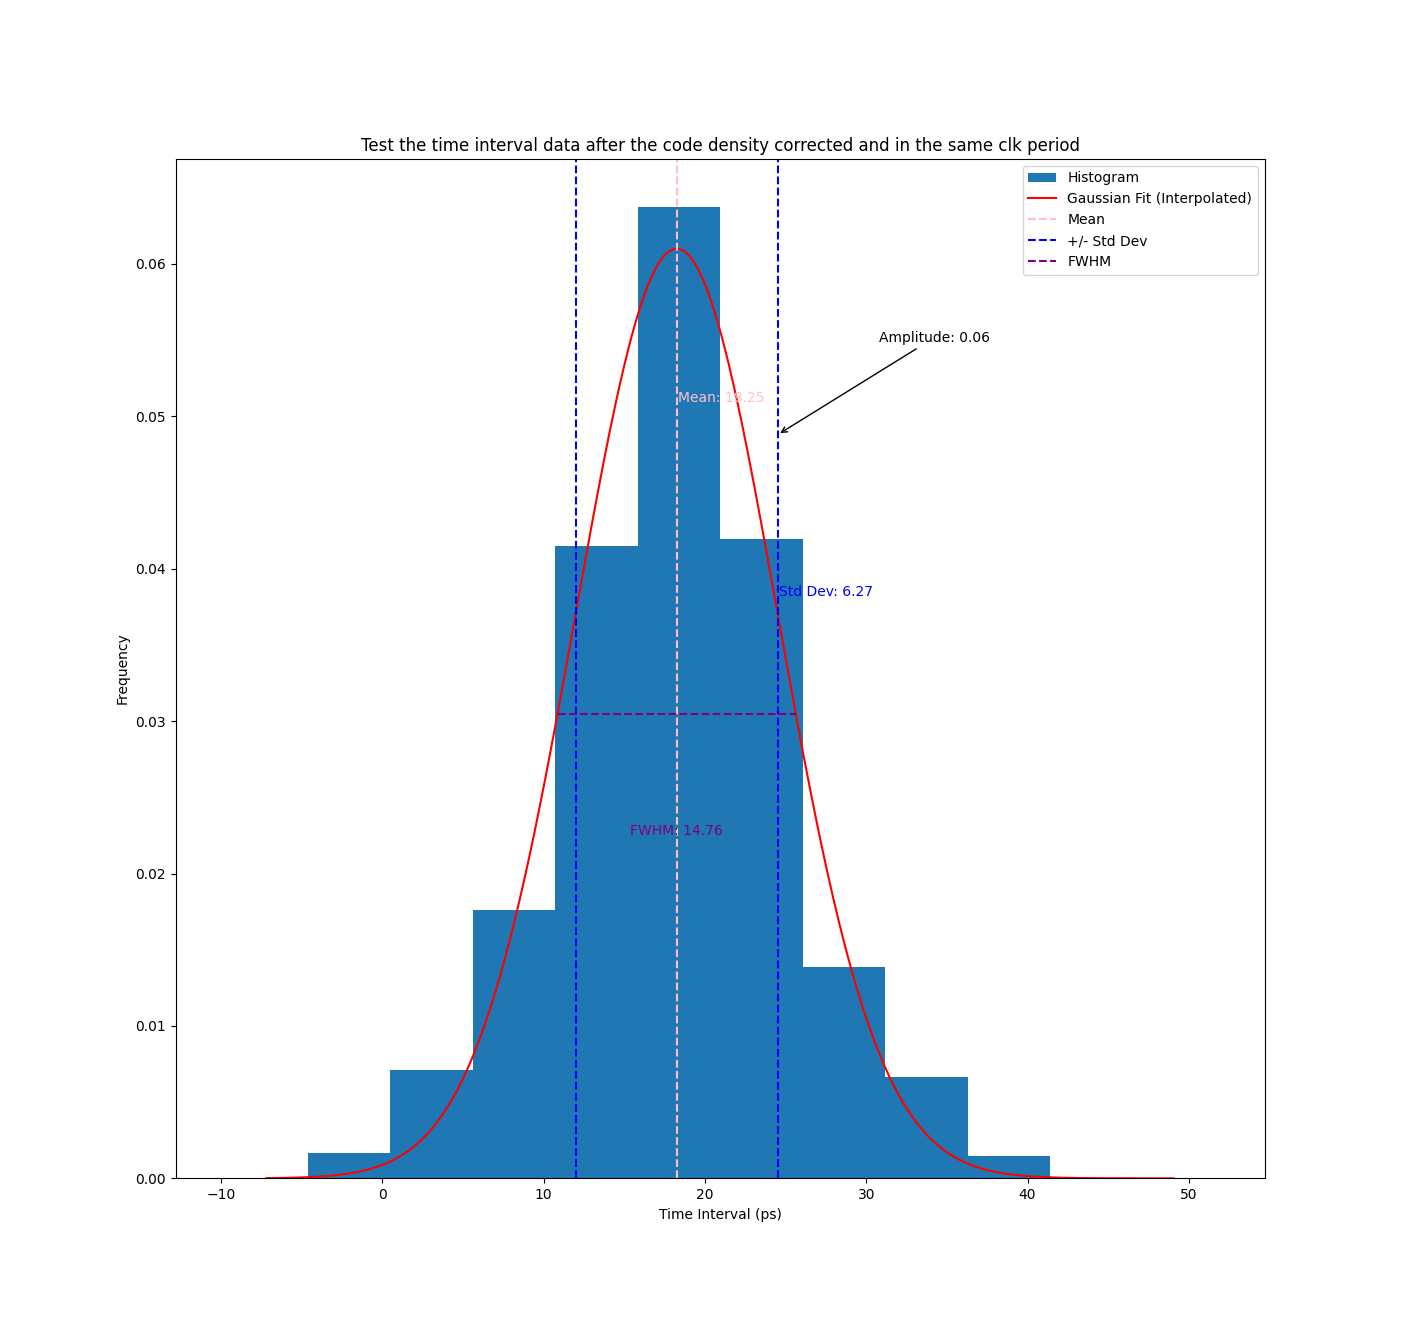 Test the time interval data after the code density corrected and in the same clk period
Histogram
Gaussian Fit (Interpolated)
Mean
+/- Std Dev
FWHM
Amplitude: 0.06
Mean: 18.25
Std Dev: 6.27
FWHM: 14.76
Frequency
0.06
0.05
0.04
0.03
0.02
0.01
0.00
−10 0 10 20 30 40 50
Time Interval (ps)